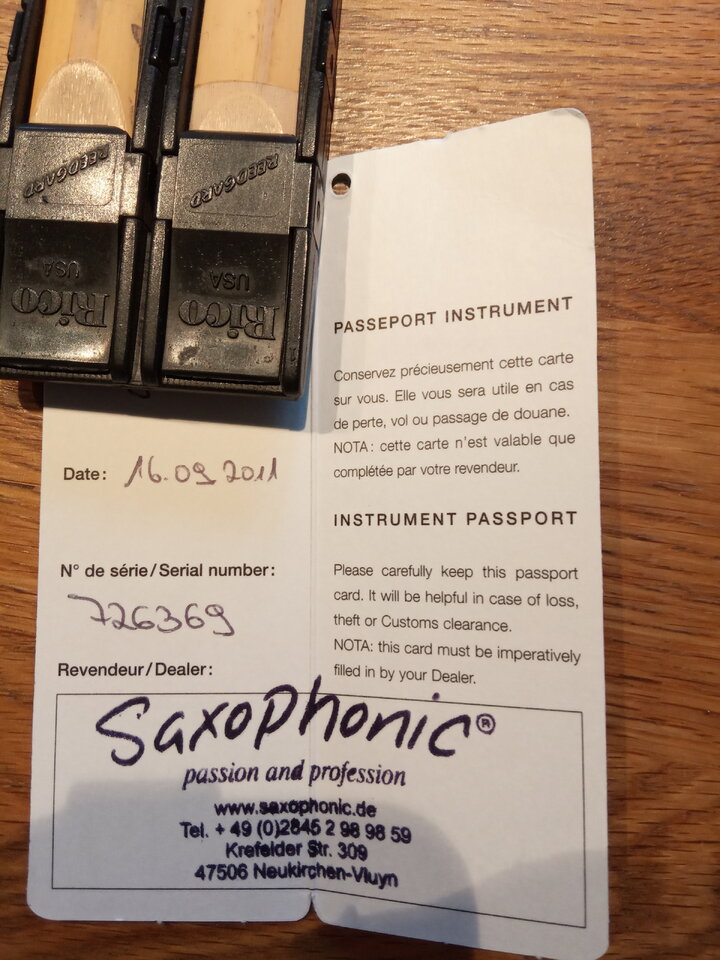 REEDGARD
REEDGARD
USA
USA
Rico
Rico
PASSEPORT INSTRUMENT
Conservez précieusement cette carte
sur vous. Elle vous sera utile en cas
de perte, vol ou passage de douane.
NOTA : cette carte n'est valable que
complétée par votre revendeur.
INSTRUMENT PASSPORT
Please carefully keep this passport
card. It will be helpful in case of loss,
theft or Customs clearance.
NOTA: this card must be imperatively
filled in by your Dealer.
Date: 16.09.2011
N° de série/Serial number:
726369
Revendeur/Dealer:
Saxophonic®
passion and profession
www.saxophonic.de
Tel. + 49 (0)2845 2 98 98 59
Krefelder Str. 309
47506 Neukirchen-Vluyn